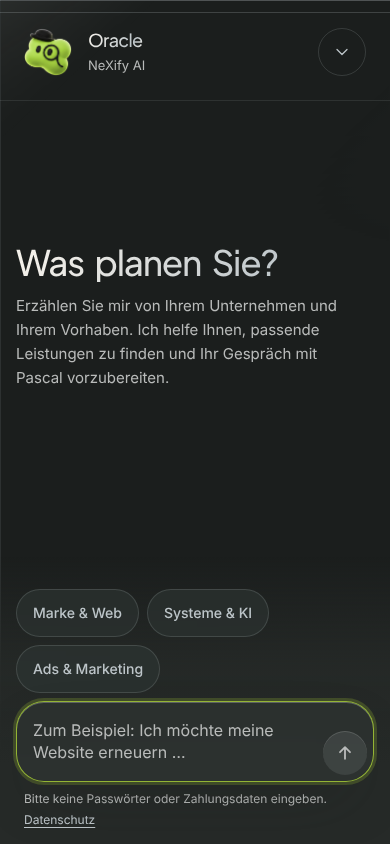 Oracle
NeXify AI
Was planen Sie?
Erzählen Sie mir von Ihrem Unternehmen und
Ihrem Vorhaben. Ich helfe Ihnen, passende
Leistungen zu finden und Ihr Gespräch mit
Pascal vorzubereiten.
Marke & Web
Systeme & KI
Ads & Marketing
Zum Beispiel: Ich möchte meine
Website erneuern ...
Bitte keine Passwörter oder Zahlungsdaten eingeben.
Datenschutz